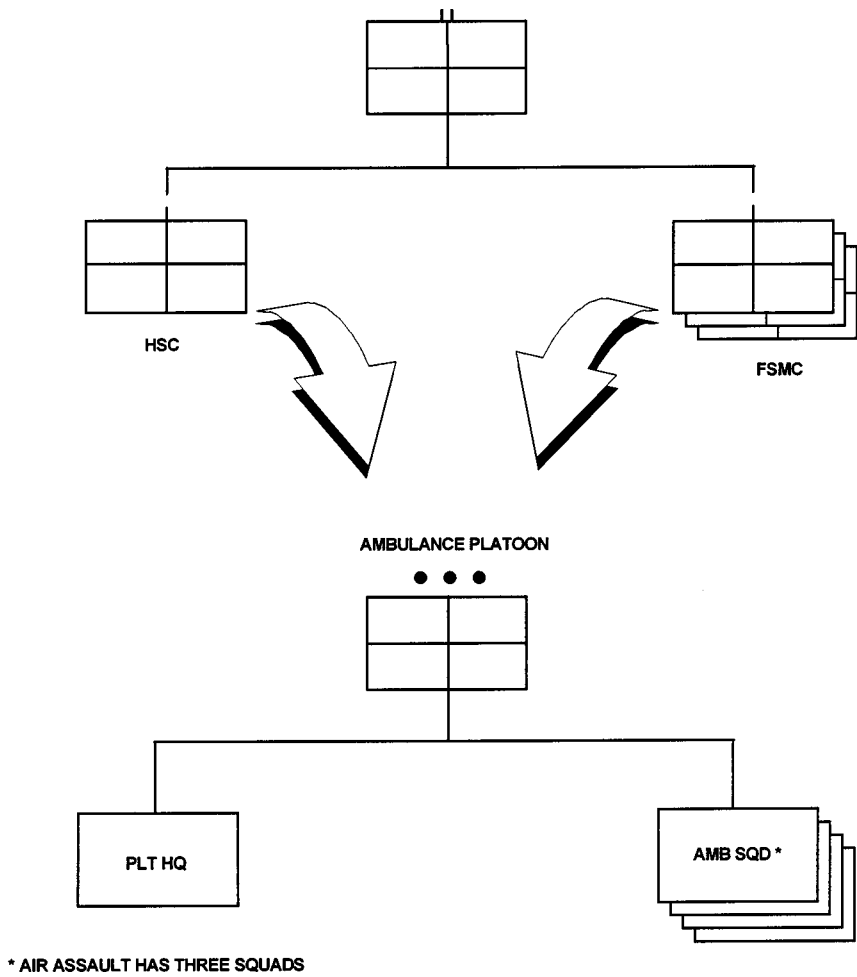 HSC
FSMC
AMBULANCE PLATOON
PLT HQ
AMB SQD *
* AIR ASSAULT HAS THREE SQUADS